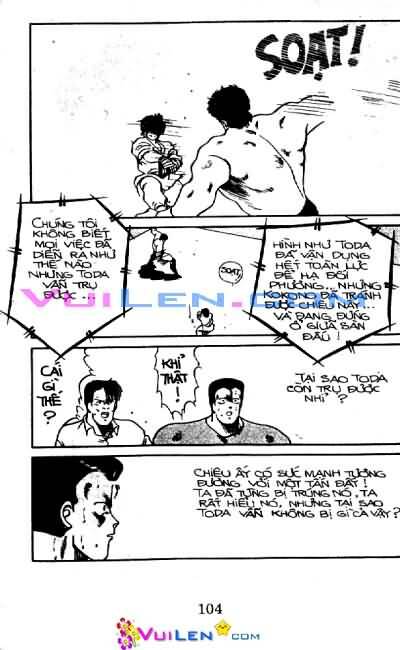 SOẠT!
CHÚNG TÔI
KHÔNG BIẾT
MỌI VIỆC ĐÃ
DIỄN RA NHƯ
THẾ NÀO
NHƯNG TODA
VẪN TRỤ
ĐƯỢC...
SOẠT
HÌNH NHƯ TODA
ĐÃ VẬN DỤNG
HẾT TOÀN LỰC
ĐỂ HẠ ĐỐI
PHƯƠNG... NHƯNG
KOKONO ĐÃ TRÁNH
ĐƯỢC CHIÊU NÀY...
VÀ ĐANG ĐỨNG
Ở GIỮA SÀN
ĐẤU!
VUILEN.COM
CÁI
GÌ
THẾ?
KHỈ
THẬT!
TẠI SAO TODA
CÒN TRỤ ĐƯỢC
NHỈ?
CHIÊU ẤY CÓ SỨC MẠNH TƯƠNG
ĐƯƠNG VỚI MỘT TẤN ĐẤT!
TA ĐÃ TỪNG BỊ TRÚNG NÓ, TA
RẤT HIỂU NÓ, NHƯNG TẠI SAO
TODA VẪN KHÔNG BỊ GÌ CẢ VẬY?
104
VUILEN.COM